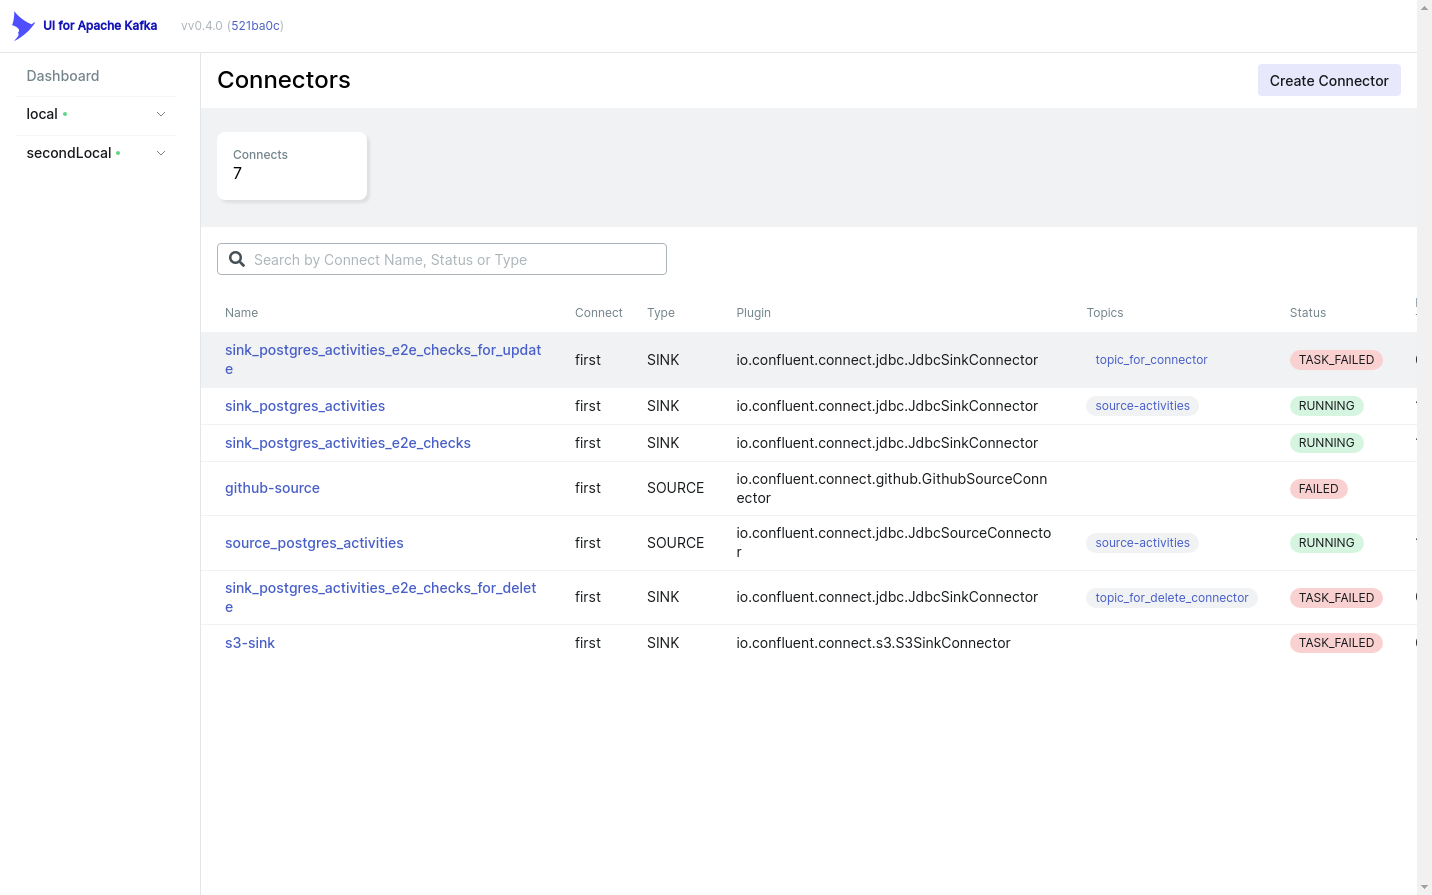 UI for Apache Kafka vv0.4.0 (521ba0c)
Dashboard
local
secondLocal
Connectors
Create Connector
Connects
7
Search by Connect Name, Status or Type
Name Connect Type Plugin Topics Status
sink_postgres_activities_e2e_checks_for_updat
e
first SINK io.confluent.connect.jdbc.JdbcSinkConnector topic_for_connector TASK_FAILED
sink_postgres_activities first SINK io.confluent.connect.jdbc.JdbcSinkConnector source-activities RUNNING
sink_postgres_activities_e2e_checks first SINK io.confluent.connect.jdbc.JdbcSinkConnector RUNNING
github-source first SOURCE io.confluent.connect.github.GithubSourceConn
ector
FAILED
source_postgres_activities first SOURCE io.confluent.connect.jdbc.JdbcSourceConnecto
r
source-activities RUNNING
sink_postgres_activities_e2e_checks_for_delet
e
first SINK io.confluent.connect.jdbc.JdbcSinkConnector topic_for_delete_connector TASK_FAILED
s3-sink first SINK io.confluent.connect.s3.S3SinkConnector TASK_FAILED